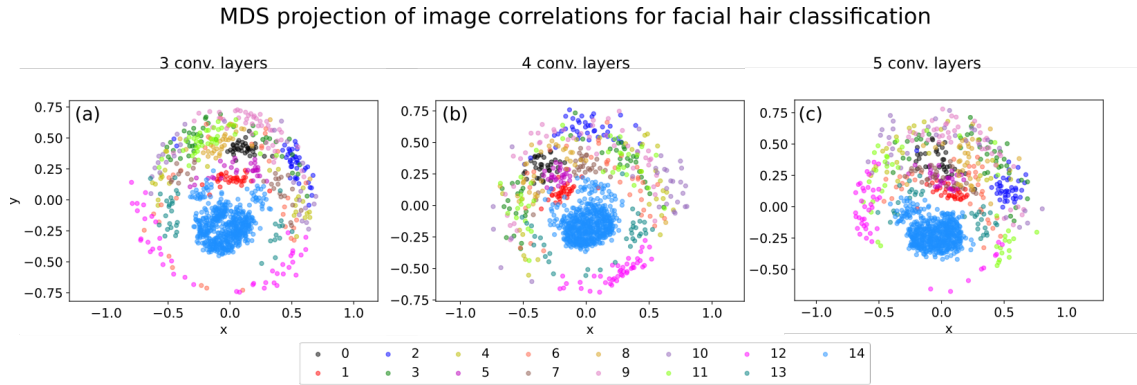 MDS projection of image correlations for facial hair classification
3 conv. layers
4 conv. layers
5 conv. layers
(a)
(b)
(c)
0.75
0.50
0.25
0.00
−0.25
−0.50
−0.75
y
−1.0 −0.5 0.0 0.5 1.0
x
0.75
0.50
0.25
0.00
−0.25
−0.50
−0.75
−1.0 −0.5 0.0 0.5 1.0
x
0.75
0.50
0.25
0.00
−0.25
−0.50
−1.0 −0.5 0.0 0.5 1.0
x
0 2 4 6 8 10 12 14
1 3 5 7 9 11 13